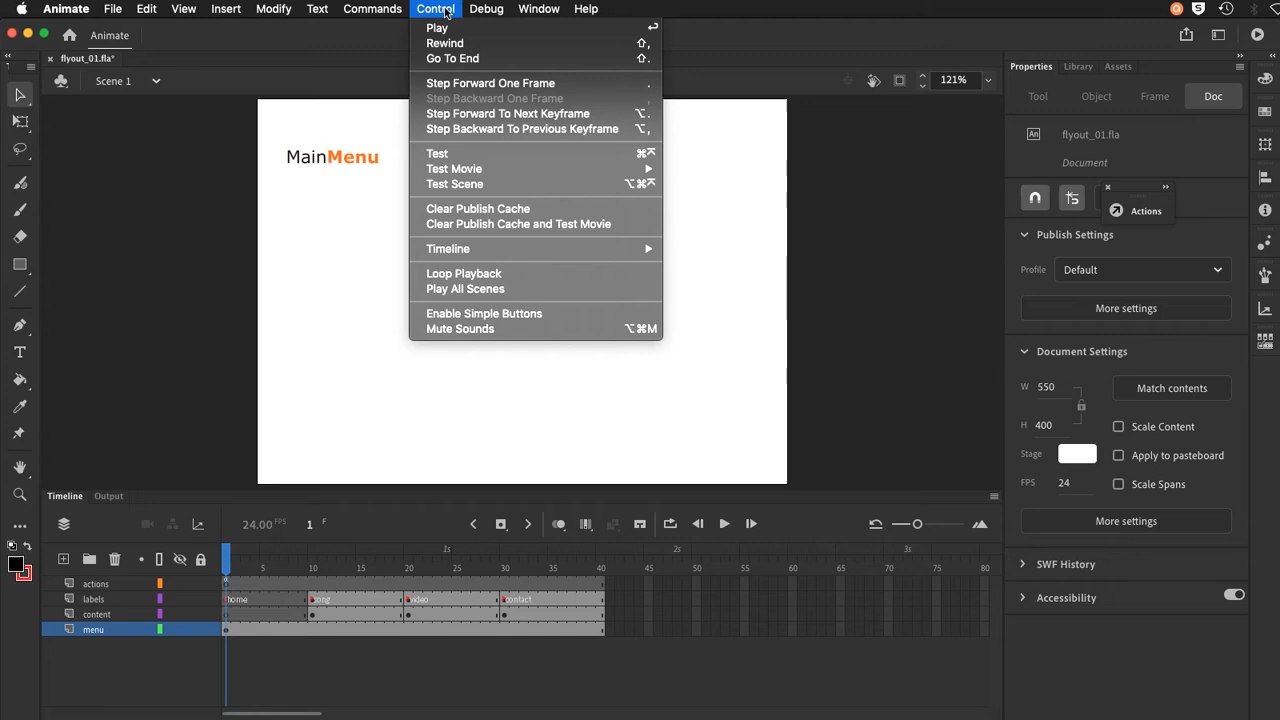 Animate File Edit View Insert Modify Text Commands Control Debug Window Help
Animate
flyout_01.fla*
Scene 1
121%
MainMenu
Play
Rewind ⇧,
Go To End ⇧.
Step Forward One Frame .
Step Backward One Frame ,
Step Forward To Next Keyframe ⌥.
Step Backward To Previous Keyframe ⌥,
Test ⌘⌤
Test Movie
Test Scene ⌥⌘⌤
Clear Publish Cache
Clear Publish Cache and Test Movie
Timeline
Loop Playback
Play All Scenes
Enable Simple Buttons
Mute Sounds ⌥⌘M
Properties Library Assets
Tool Object Frame Doc
An flyout_01.fla
Document
Actions
Publish Settings
Profile Default
More settings
Document Settings
W 550 Match contents
H 400 Scale Content
Stage Apply to pasteboard
FPS 24 Scale Spans
More settings
SWF History
Accessibility
Timeline Output
24.00 FPS 1 F
1s 2s 3s
5 10 15 20 25 30 35 40 45 50 55 60 65 70 75 80
actions
labels home song video contact
content
menu